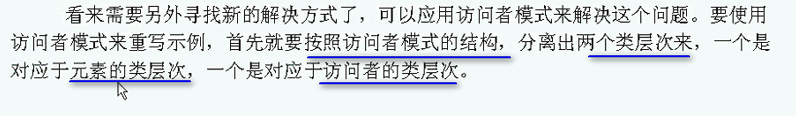 看来需要另外寻找新的解决方式了，可以应用访问者模式来解决这个问题。要使用
访问者模式来重写示例，首先就要按照访问者模式的结构，分离出两个类层次来，一个是
对应于元素的类层次，一个是对应于访问者的类层次。